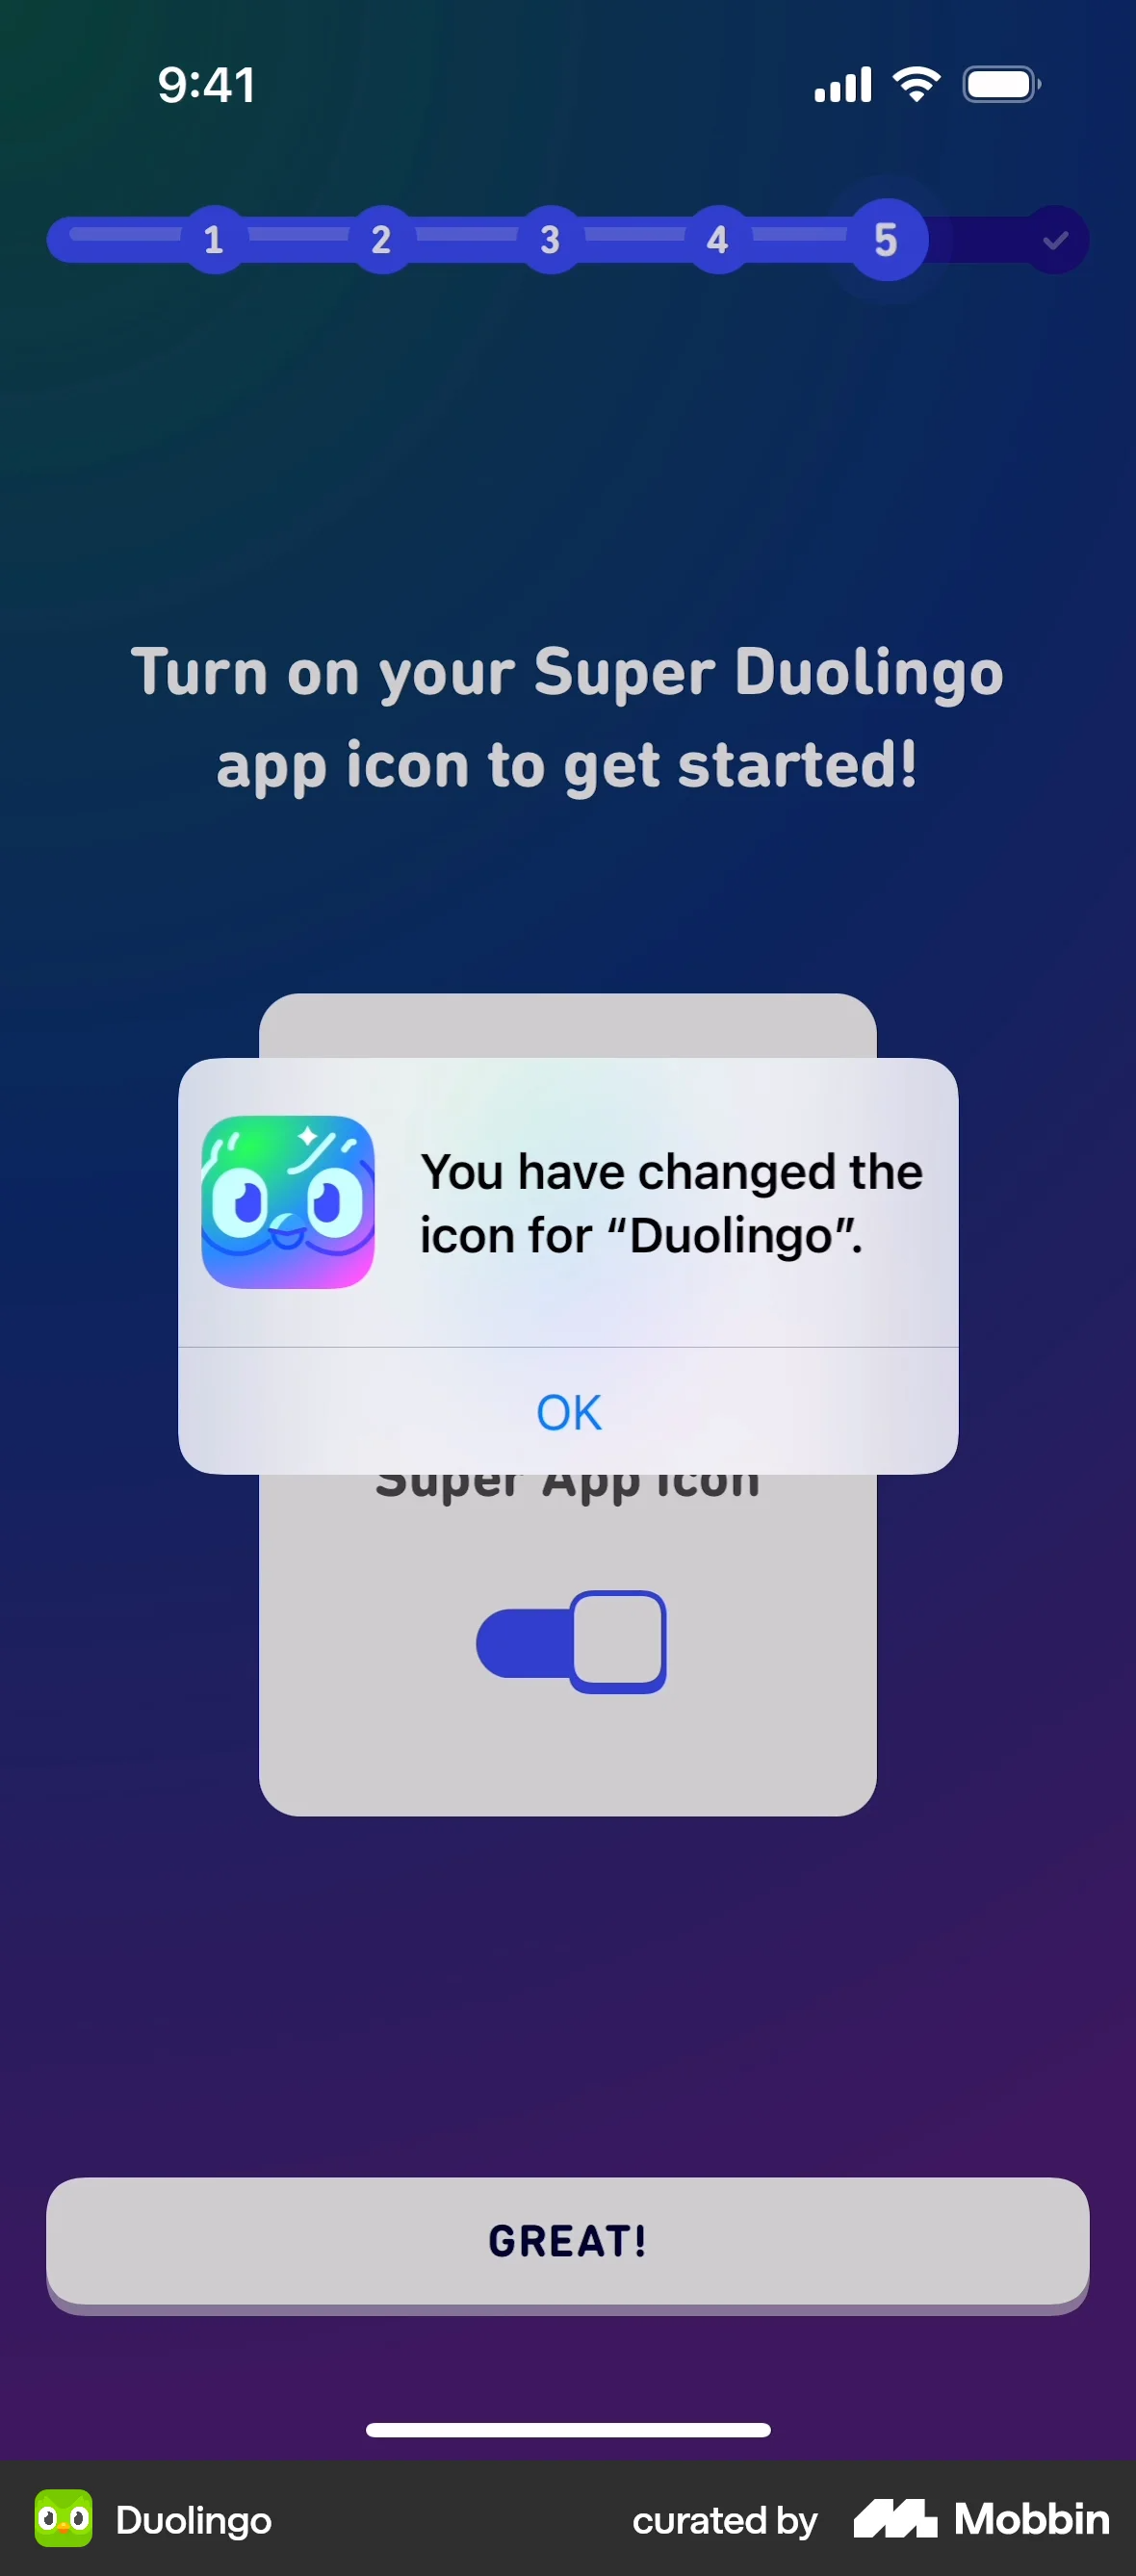 9:41
1 2 3 4 5
Turn on your Super Duolingo
app icon to get started!
You have changed the
icon for “Duolingo”.
OK
Super App Icon
GREAT!
Duolingo
curated by Mobbin